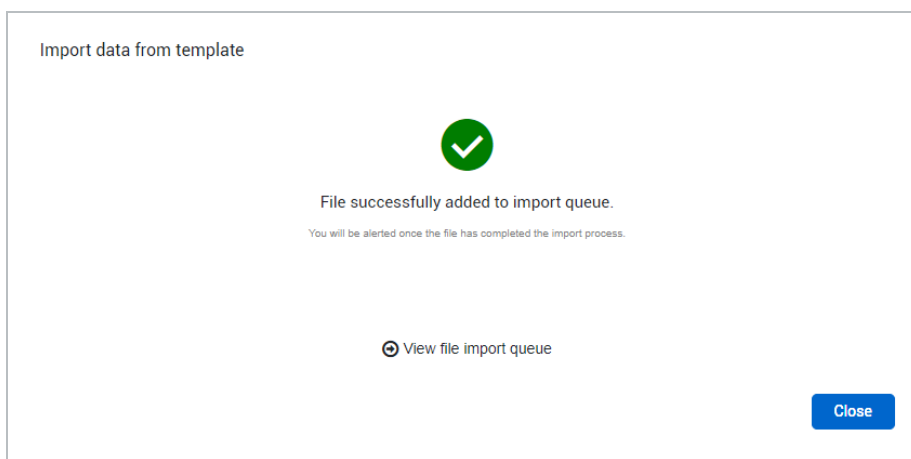 Import data from template
File successfully added to import queue.
You will be alerted once the file has completed the import process.
View file import queue
Close